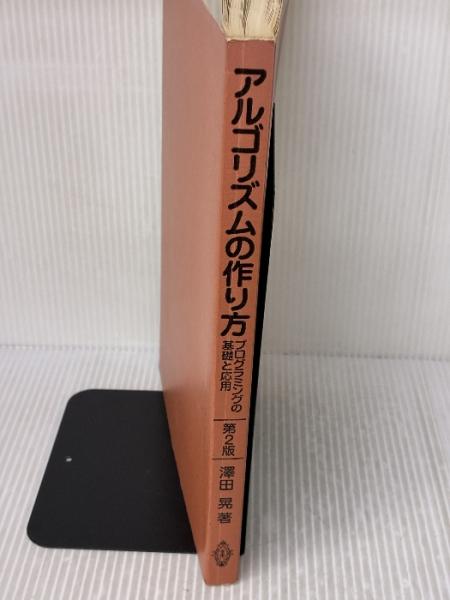 アルゴリズムの作り方
プログラミングの
基礎と応用
第2版
澤田 晃 著